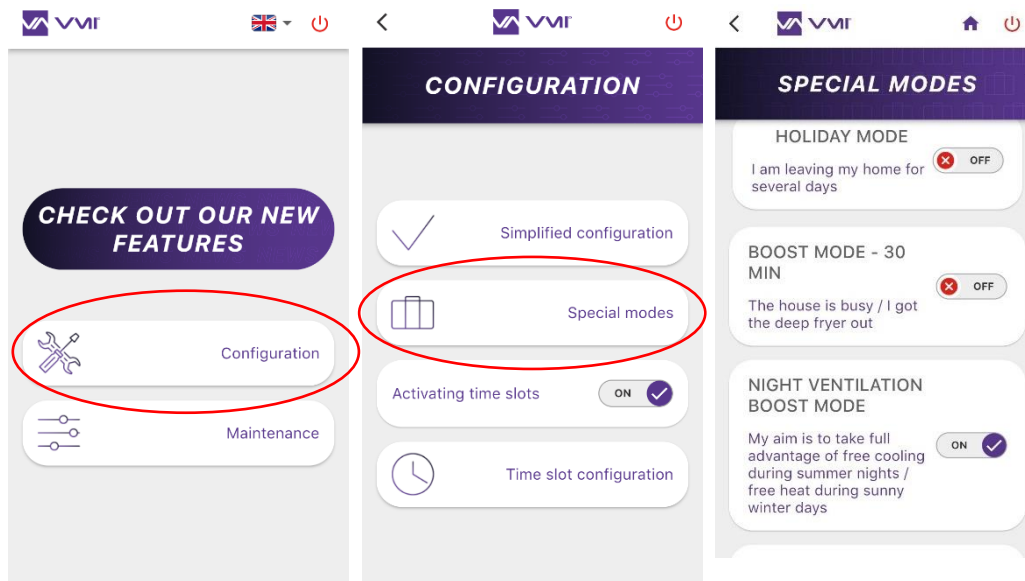 VMI
CHECK OUT OUR NEW
FEATURES
Configuration
Maintenance
VMI
CONFIGURATION
Simplified configuration
Special modes
Activating time slots
ON
Time slot configuration
VMI
SPECIAL MODES
HOLIDAY MODE
I am leaving my home for
several days
OFF
BOOST MODE - 30
MIN
The house is busy / I got
the deep fryer out
OFF
NIGHT VENTILATION
BOOST MODE
My aim is to take full
advantage of free cooling
during summer nights /
free heat during sunny
winter days
ON